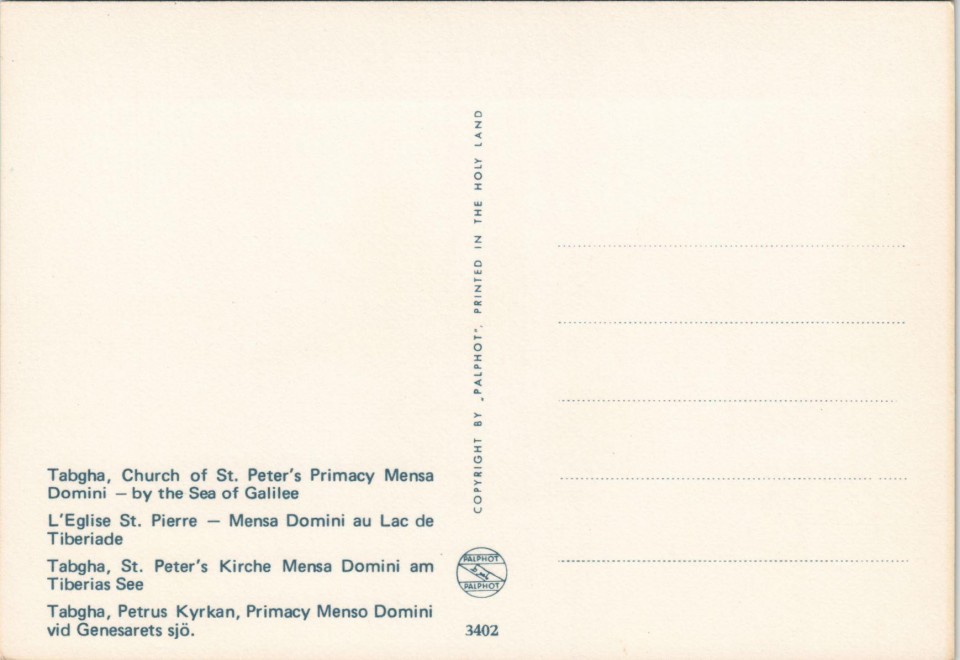 Tabgha, Church of St. Peter's Primacy Mensa
Domini – by the Sea of Galilee
L'Eglise St. Pierre – Mensa Domini au Lac de
Tiberiade
Tabgha, St. Peter's Kirche Mensa Domini am
Tiberias See
Tabgha, Petrus Kyrkan, Primacy Menso Domini
vid Genesarets sjö.
COPYRIGHT BY „PALPHOT". PRINTED IN THE HOLY LAND
PALPHOT
PALPHOT
3402